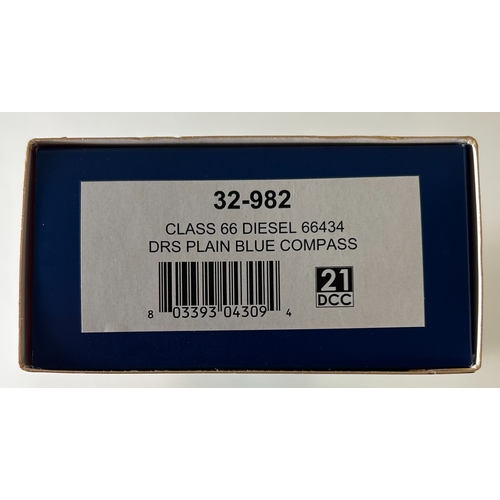 32-982
CLASS 66 DIESEL 66434
DRS PLAIN BLUE COMPASS
8 03393 04309 4
21
DCC